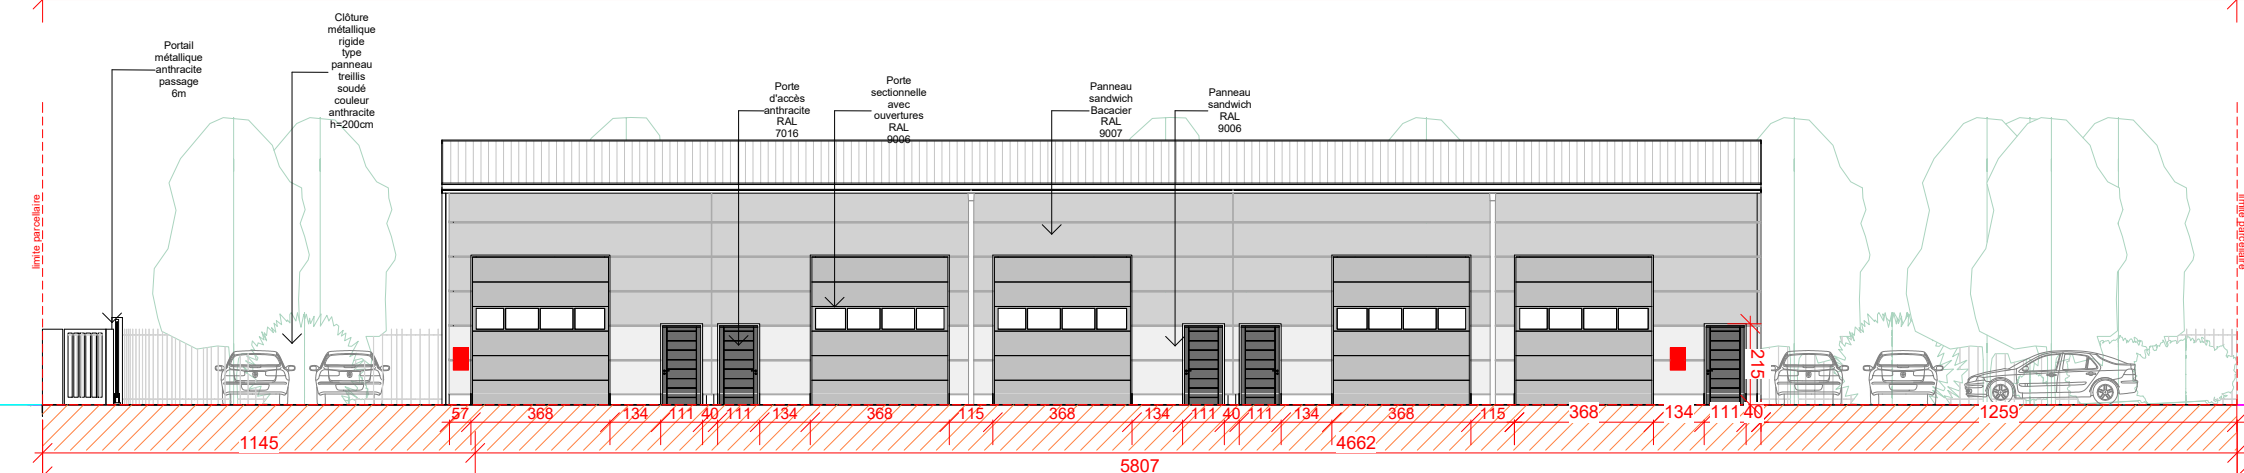 Portail
métallique
anthracite
passage
6m
Clôture
métallique
rigide
type
panneau
treillis
soudé
couleur
anthracite
h=200cm
Porte
d'accès
anthracite
RAL
7016
Porte
sectionnelle
avec
ouvertures
RAL
9006
Panneau
sandwich
Bacacier
RAL
9007
Panneau
sandwich
RAL
9006
limite parcellaire
limite parcellaire
215
57 368 134 111 40 111 134 368 115 368 134 111 40 111 134 368 115 368 134 111 40 1259
1145 4662
5807